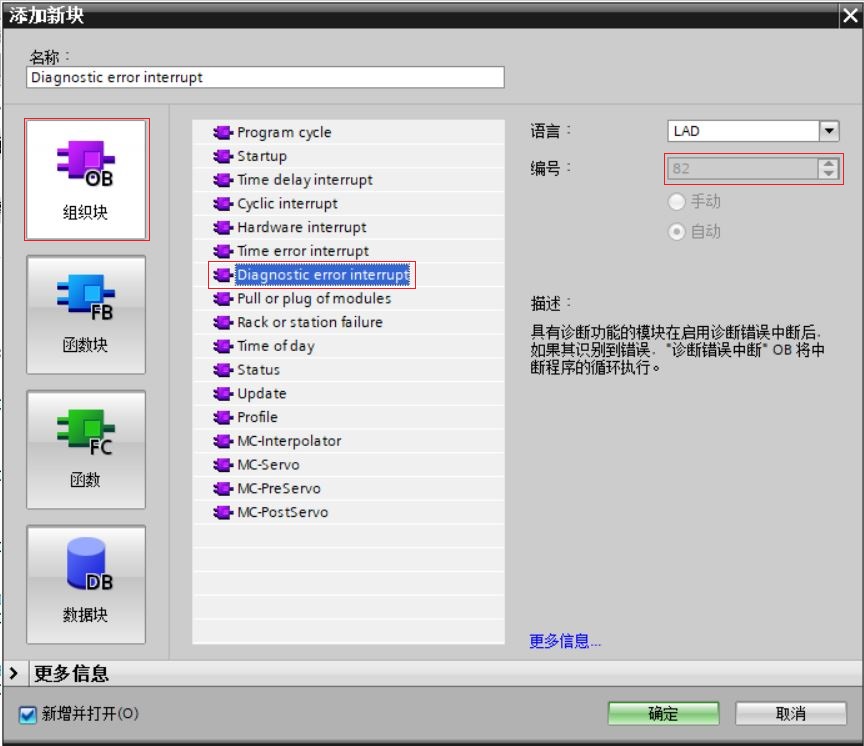 添加新块
名称：
Diagnostic error interrupt
OB
组织块
FB
函数块
FC
函数
DB
数据块
Program cycle
Startup
Time delay interrupt
Cyclic interrupt
Hardware interrupt
Time error interrupt
Diagnostic error interrupt
Pull or plug of modules
Rack or station failure
Time of day
Status
Update
Profile
MC-Interpolator
MC-Servo
MC-PreServo
MC-PostServo
语言：
LAD
编号：
82
手动
自动
描述：
具有诊断功能的模块在启用诊断错误中断后，
如果其识别到错误，"诊断错误中断" OB 将中
断程序的循环执行。
更多信息...
更多信息
新增并打开(O)
确定
取消